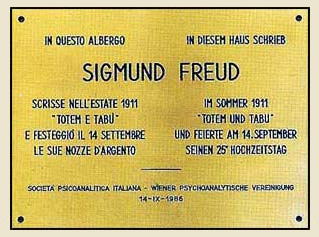 IN QUESTO ALBERGO
IN DIESEM HAUS SCHRIEB
SIGMUND FREUD
SCRISSE NELL'ESTATE 1911
"TOTEM E TABÙ"
E FESTEGGIÒ IL 14 SETTEMBRE
LE SUE NOZZE D'ARGENTO
IM SOMMER 1911
"TOTEM UND TABU"
UND FEIERTE AM 14. SEPTEMBER
SEINEN 25° HOCHZEITSTAG
SOCIETÀ PSICOANALITICA ITALIANA - WIENER PSYCHOANALYTISCHE VEREINIGUNG
14-IX-1986